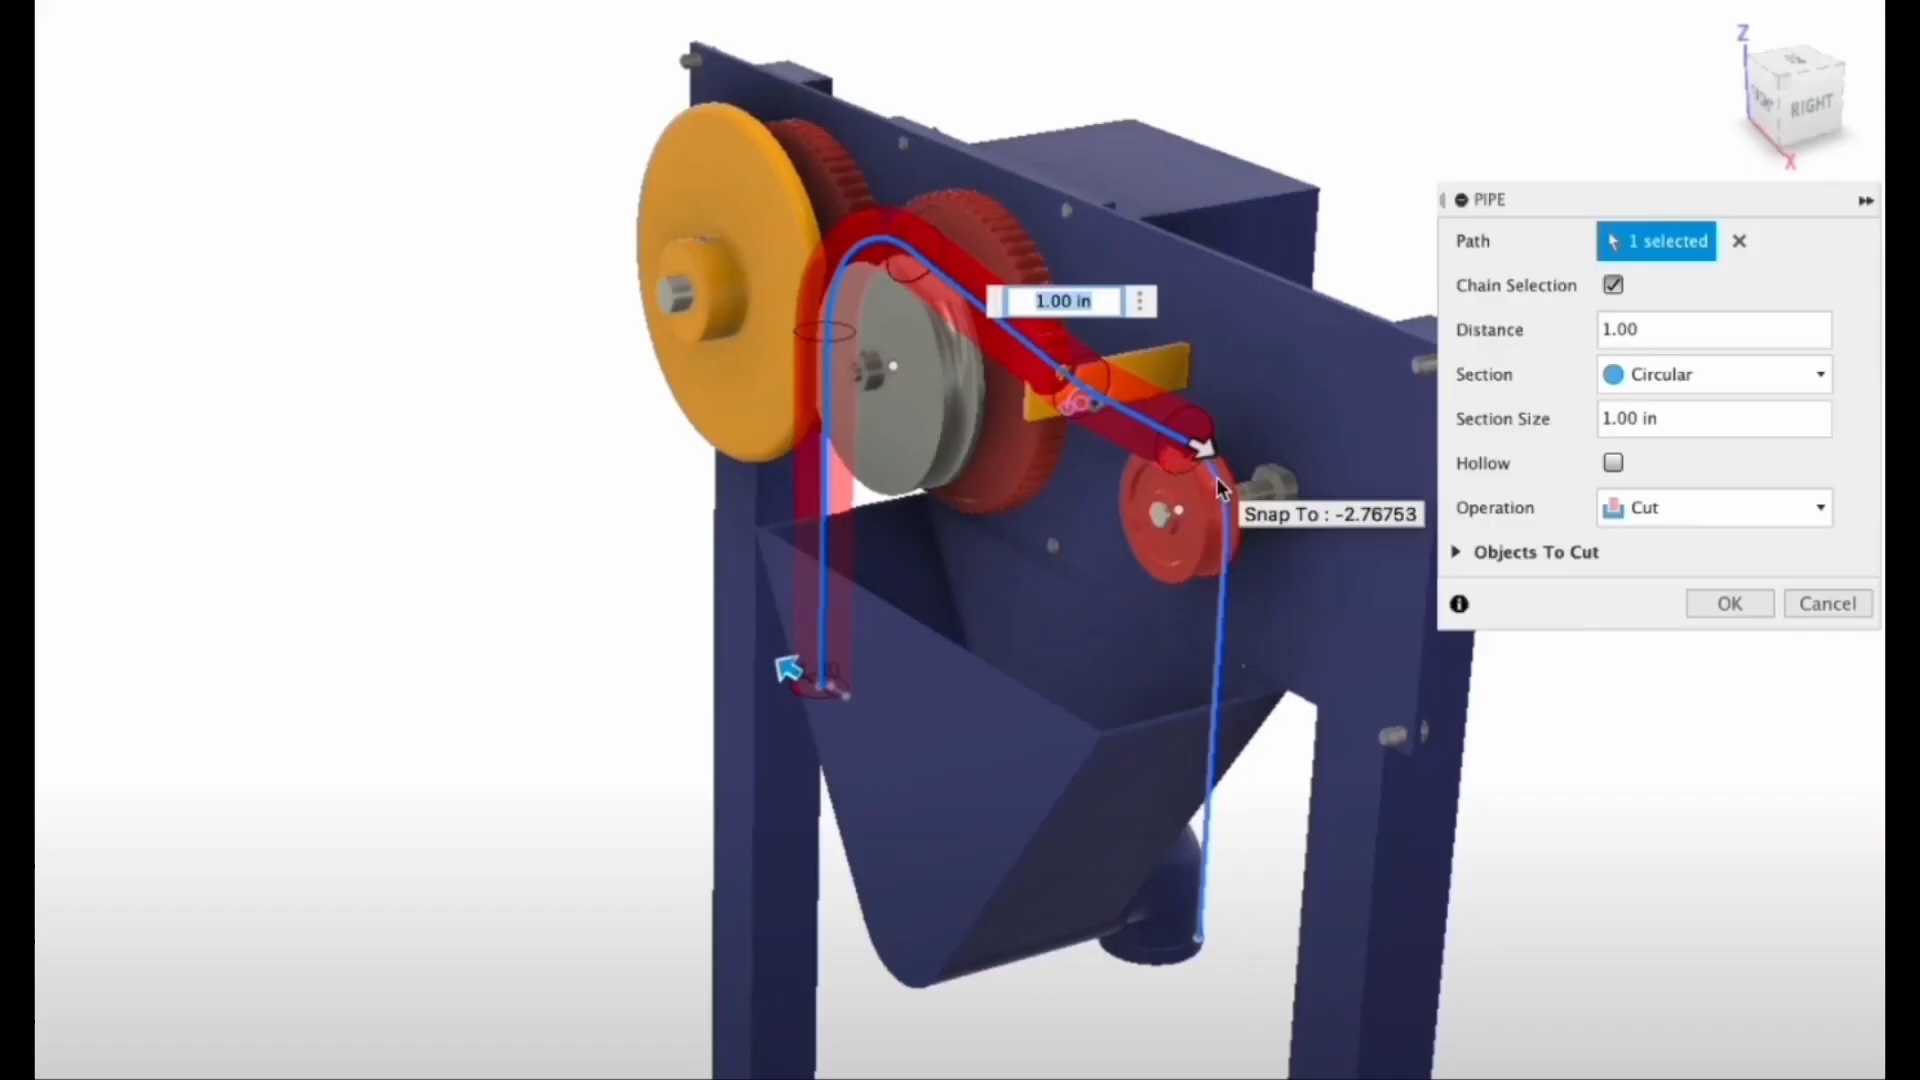 Z
RIGHT
X
PIPE
Path
1 selected
Chain Selection
Distance
1.00
Section
Circular
Section Size
1.00 in
Hollow
Operation
Cut
Objects To Cut
OK
Cancel
1.00 in
Snap To : -2.76753